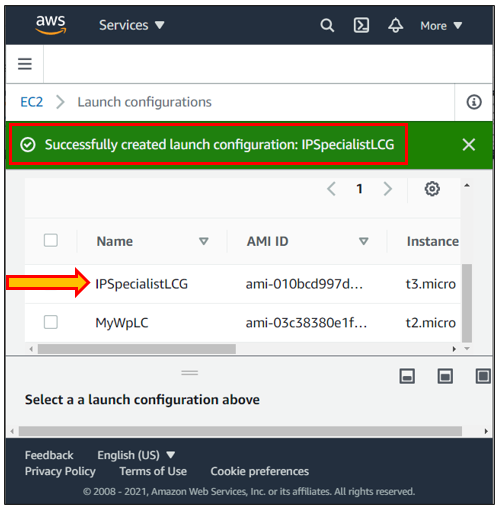 aws Services ▼ More ▼
EC2 > Launch configurations
Successfully created launch configuration: IPSpecialistLCG
1
Name AMI ID Instance
IPSpecialistLCG ami-010bcd997d... t3.micro
MyWpLC ami-03c38380e1f... t2.micro
Select a a launch configuration above
Feedback English (US) ▼
Privacy Policy Terms of Use Cookie preferences
© 2008 - 2021, Amazon Web Services, Inc. or its affiliates. All rights reserved.